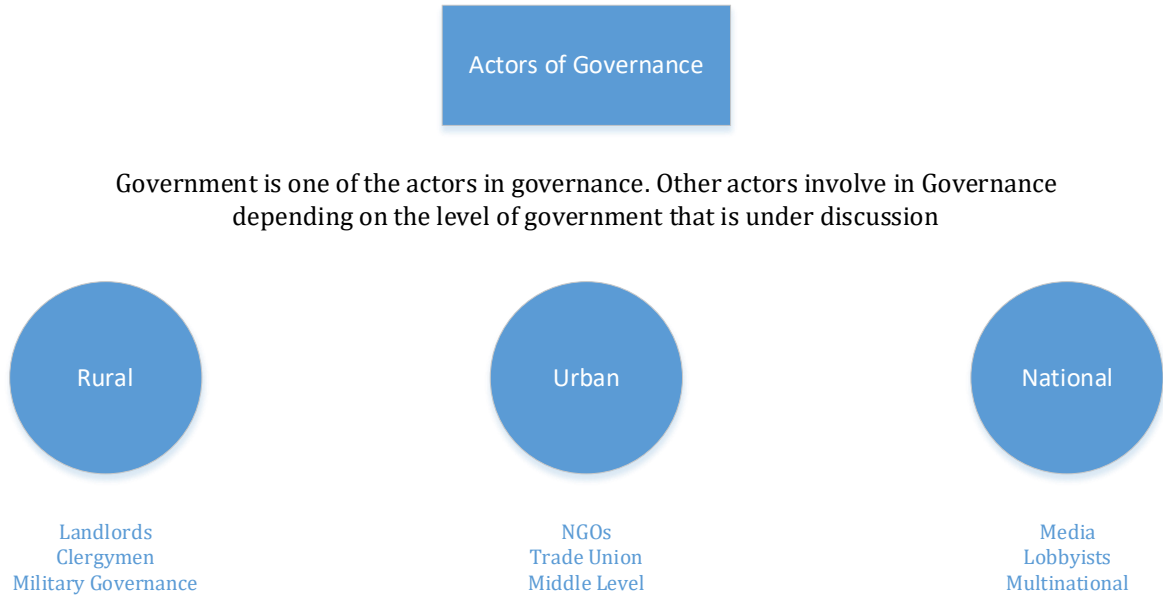 Actors of Governance
Government is one of the actors in governance. Other actors involve in Governance
depending on the level of government that is under discussion
Rural
Urban
National
Landlords
Clergymen
Military Governance
NGOs
Trade Union
Middle Level
Media
Lobbyists
Multinational